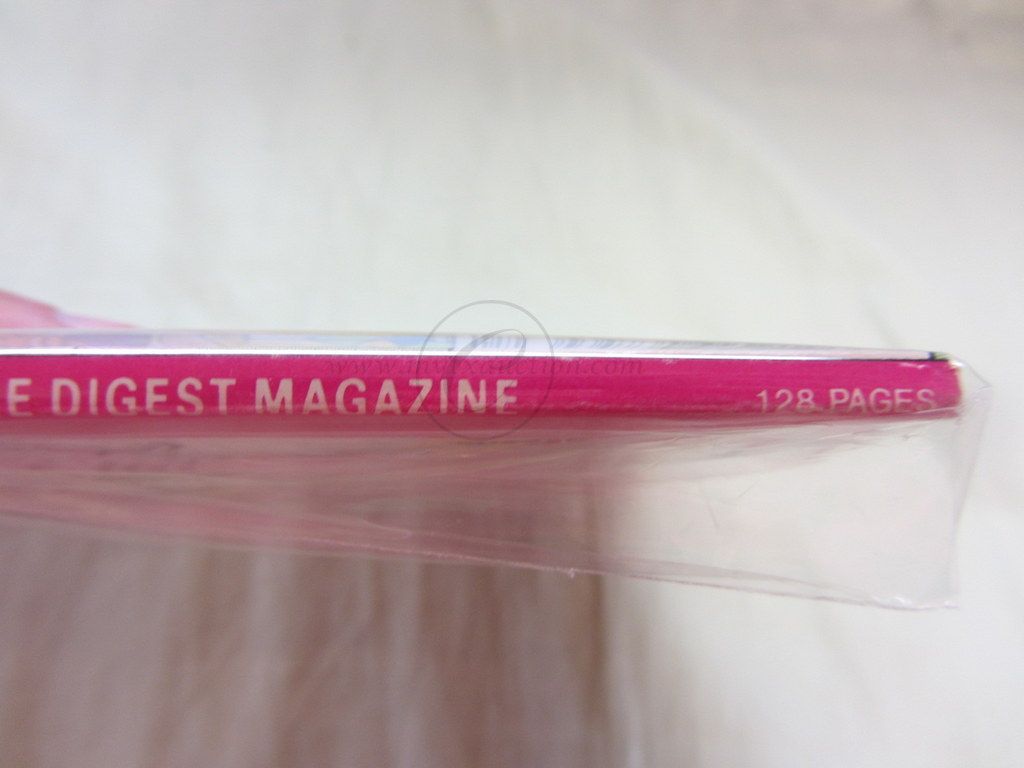 E DIGEST MAGAZINE
128 PAGES